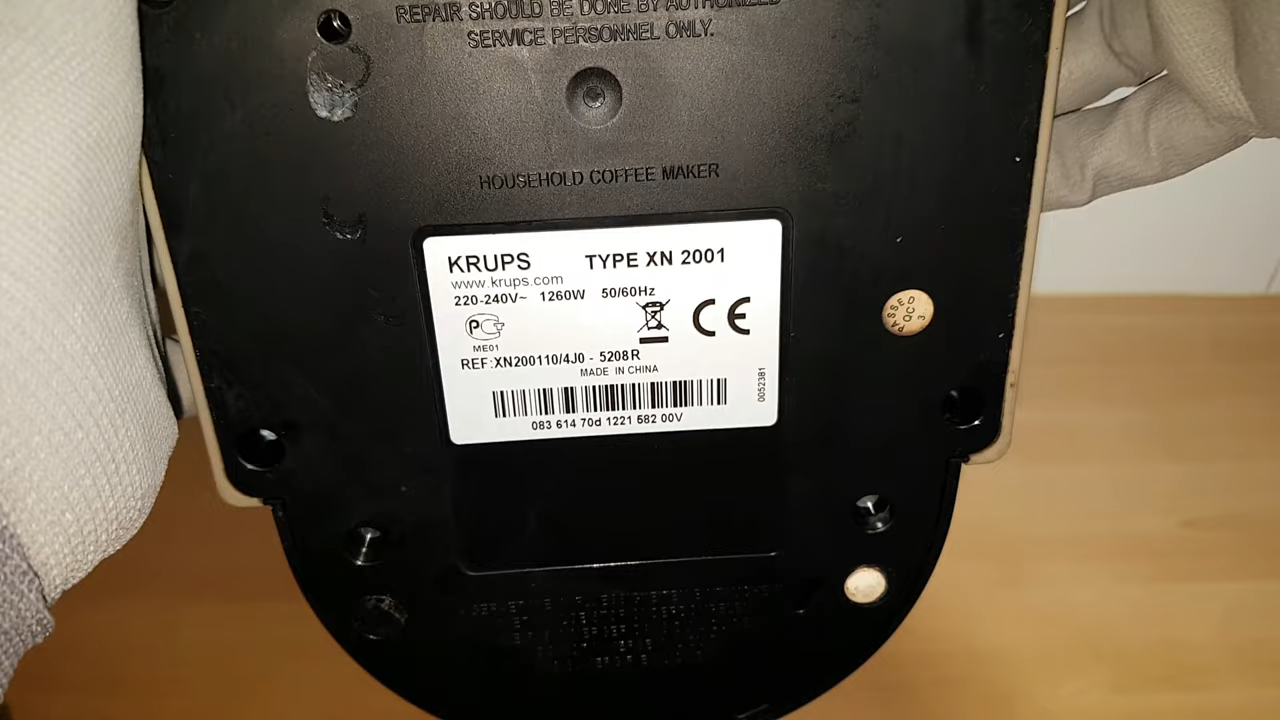 REPAIR SHOULD BE DONE BY AUTHORIZED
SERVICE PERSONNEL ONLY.
HOUSEHOLD COFFEE MAKER
KRUPS TYPE XN 2001
www.krups.com
220-240V~ 1260W 50/60Hz
ME01
CE
REF:XN200110/4J0 - 5208R
MADE IN CHINA
083 614 70d 1221 582 00V
0052381
PASSED
QC
3